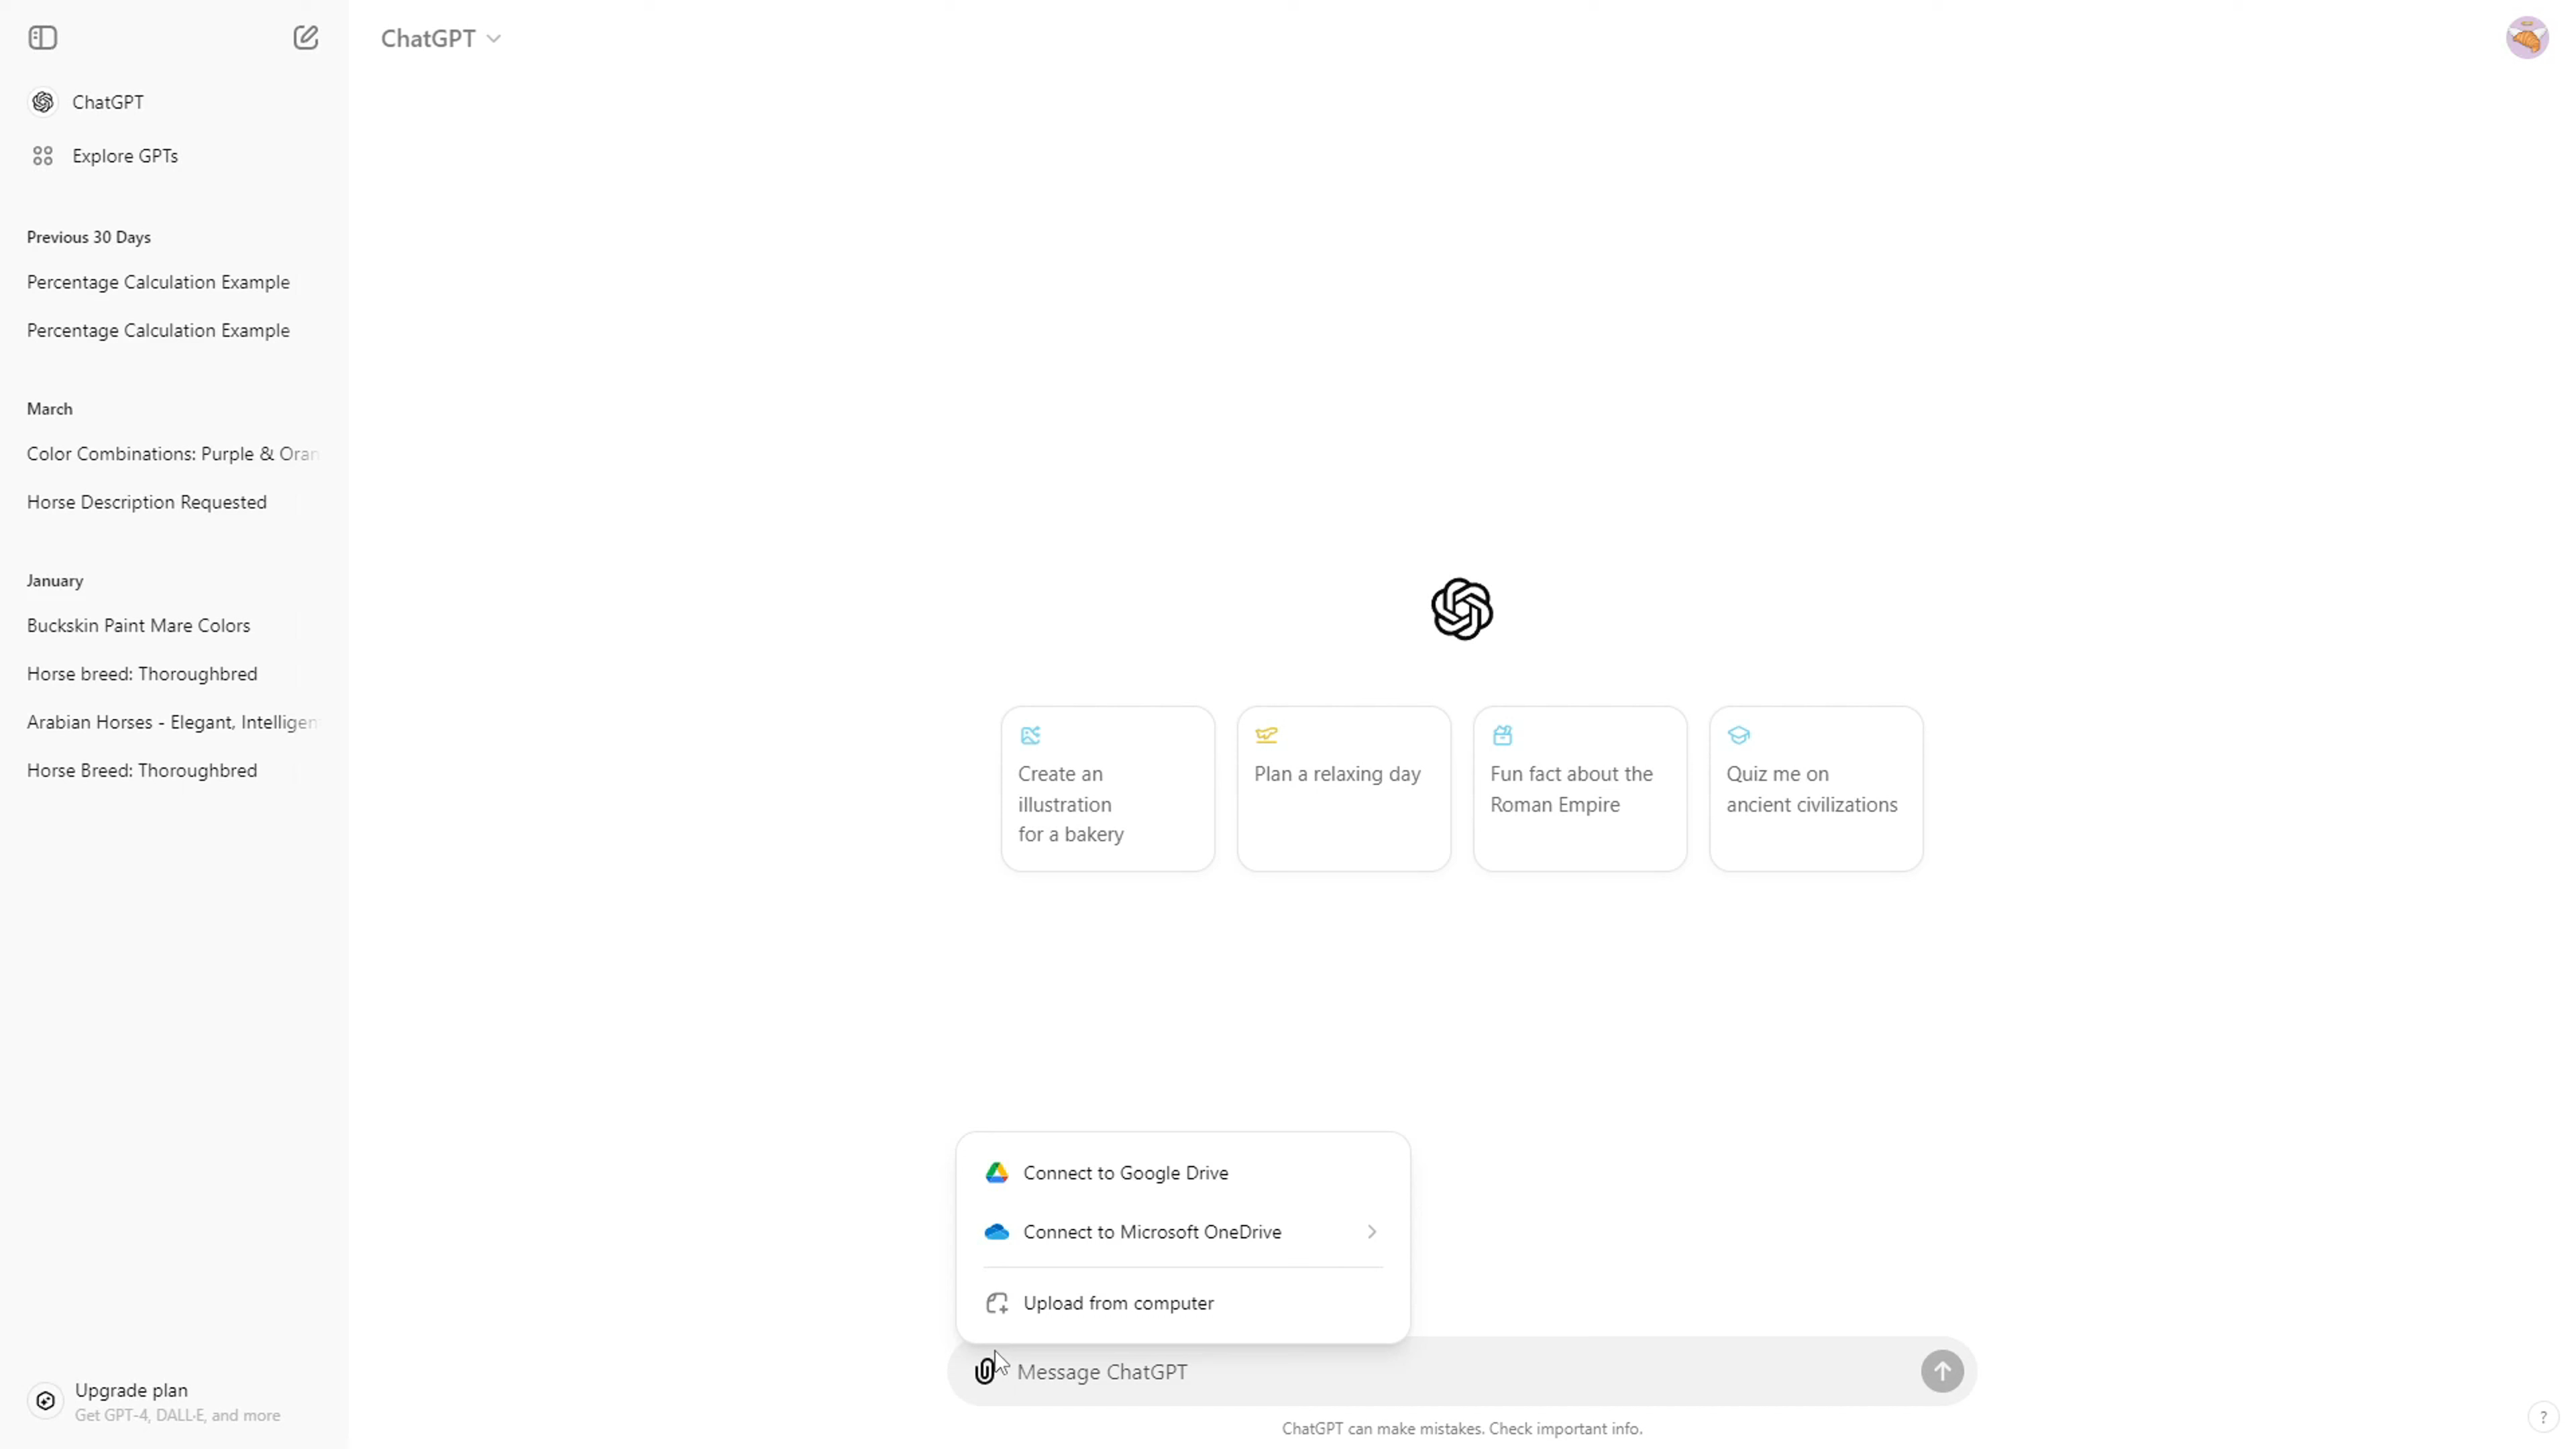 ChatGPT
ChatGPT
Explore GPTs
Previous 30 Days
Percentage Calculation Example
Percentage Calculation Example
March
Color Combinations: Purple & Oran
Horse Description Requested
January
Buckskin Paint Mare Colors
Horse breed: Thoroughbred
Arabian Horses - Elegant, Intelligen
Horse Breed: Thoroughbred
Upgrade plan
Get GPT-4, DALL·E, and more
Create an
illustration
for a bakery
Plan a relaxing day
Fun fact about the
Roman Empire
Quiz me on
ancient civilizations
Connect to Google Drive
Connect to Microsoft OneDrive
Upload from computer
Message ChatGPT
ChatGPT can make mistakes. Check important info.
?